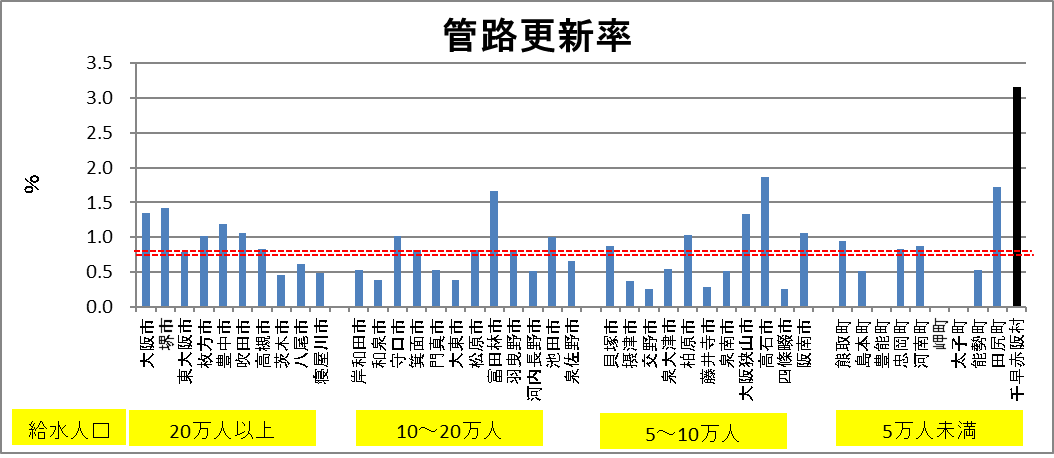 管路更新率
3.5
3.0
2.5
2.0
1.5
1.0
0.5
0.0
%
大阪市
堺市
東大阪市
枚方市
豊中市
吹田市
高槻市
茨木市
八尾市
寝屋川市
岸和田市
和泉市
守口市
箕面市
門真市
大東市
松原市
富田林市
羽曳野市
河内長野市
池田市
泉佐野市
貝塚市
摂津市
交野市
泉大津市
柏原市
藤井寺市
泉南市
大阪狭山市
高石市
四條畷市
阪南市
熊取町
島本町
豊能町
忠岡町
河南町
岬町
太子町
能勢町
田尻町
千早赤阪村
給水人口
20万人以上
10～20万人
5～10万人
5万人未満